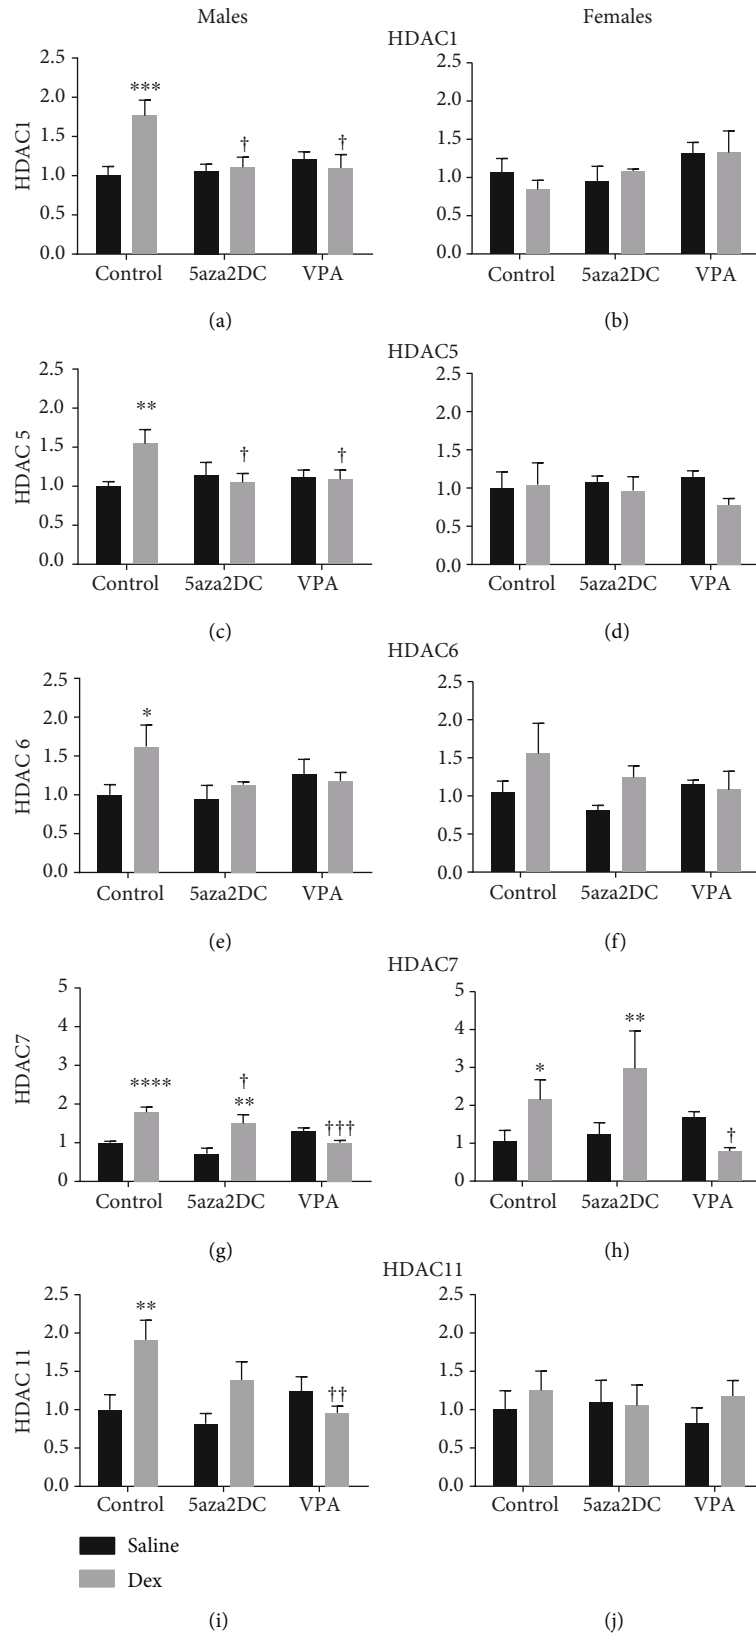 Males
Females
HDAC1
HDAC1
2.5
2.0
1.5
1.0
0.5
0.0
***
†
†
Control 5aza2DC VPA
(a)
2.5
2.0
1.5
1.0
0.5
0.0
Control 5aza2DC VPA
(b)
HDAC5
HDAC 5
2.5
2.0
1.5
1.0
0.5
0.0
**
†
†
Control 5aza2DC VPA
(c)
2.5
2.0
1.5
1.0
0.5
0.0
Control 5aza2DC VPA
(d)
HDAC6
HDAC 6
2.5
2.0
1.5
1.0
0.5
0.0
*
Control 5aza2DC VPA
(e)
2.5
2.0
1.5
1.0
0.5
0.0
Control 5aza2DC VPA
(f)
HDAC7
HDAC7
5
4
3
2
1
0
****
†
**
†††
Control 5aza2DC VPA
(g)
5
4
3
2
1
0
*
**
†
Control 5aza2DC VPA
(h)
HDAC11
HDAC 11
2.5
2.0
1.5
1.0
0.5
0.0
**
††
Control 5aza2DC VPA
Saline
Dex
(i)
2.5
2.0
1.5
1.0
0.5
0.0
Control 5aza2DC VPA
(j)